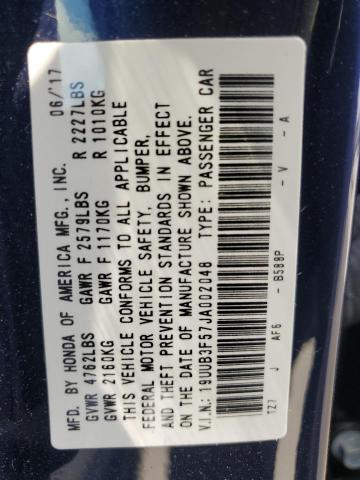 MFD. BY HONDA OF AMERICA MFG., INC. 06/17
GVWR 4762LBS GAWR F 2579LBS R 2227LBS
GVWR 2160KG GAWR F 1170KG R 1010KG
THIS VEHICLE CONFORMS TO ALL APPLICABLE
FEDERAL MOTOR VEHICLE SAFETY, BUMPER,
AND THEFT PREVENTION STANDARDS IN EFFECT
ON THE DATE OF MANUFACTURE SHOWN ABOVE.
V.I.N.: 19UUB3F57JA002048 TYPE: PASSENGER CAR
TZ7 J AF6 - B588P - V - A